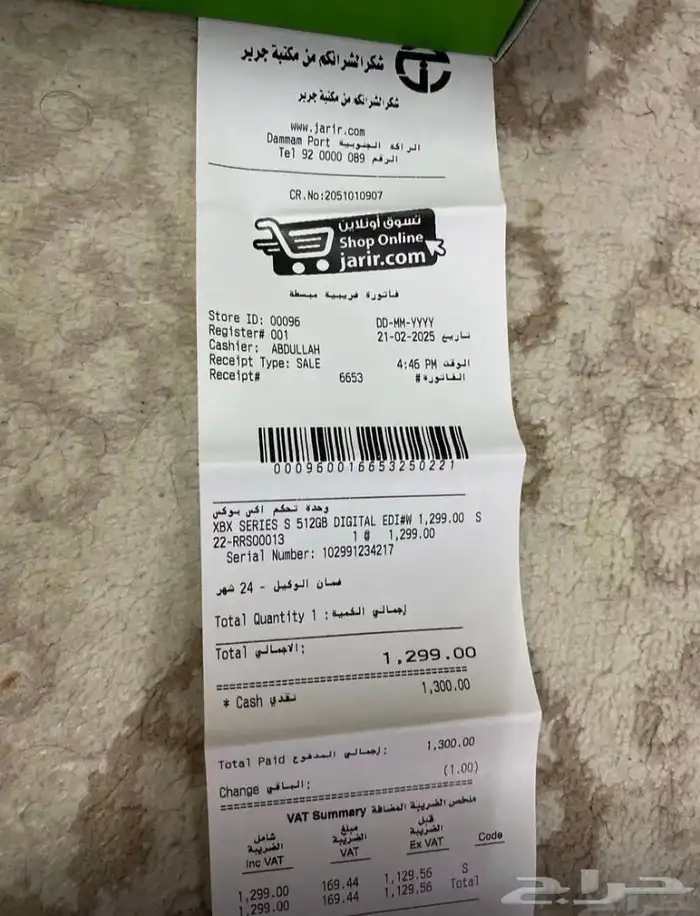 شكرا لشرائكم من مكتبة جرير
شكرا لشرائكم من مكتبة جرير
www.jarir.com
Dammam Port الراكه الجنوبية
Tel 92 0000 089 الرقم
CR.No:2051010907
تسوق أونلاين
Shop Online
jarir.com
فاتورة ضريبية مبسطة
Store ID: 00096 DD-MM-YYYY
Register# 001 21-02-2025 تاريخ
Cashier: ABDULLAH
Receipt Type: SALE 4:46 PM الوقت
Receipt# 6653 الفاتورة#
000960016653250221
وحدة تحكم اكس بوكس
XBX SERIES S 512GB DIGITAL EDI#W 1,299.00 S
22-RRS00013 1 @ 1,299.00
Serial Number: 102991234217
ضمان الوكيل - 24 شهر
Total Quantity 1 : إجمالي الكمية
Total الاجمالي: 1,299.00
* Cash نقدي 1,300.00
Total Paid إجمالي المدفوع: 1,300.00
Change الباقي: (1.00)
VAT Summary ملخص الضريبة المضافة
شامل الضريبة مبلغ الضريبة قبل الضريبة
Inc VAT VAT Ex VAT Code
1,299.00 169.44 1,129.56 S
1,299.00 169.44 1,129.56 Total
حراج